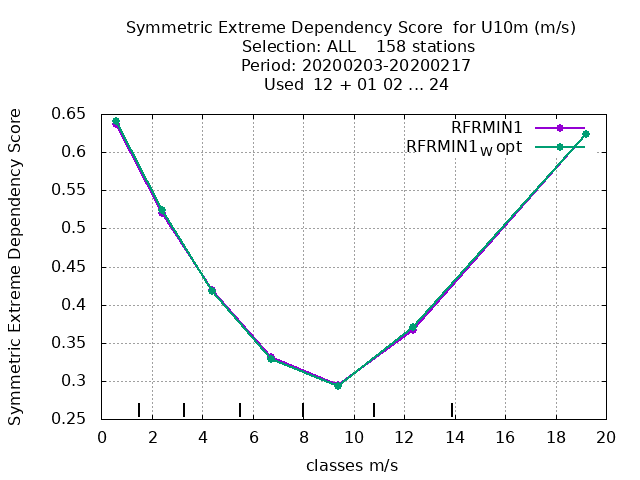 Symmetric Extreme Dependency Score for U10m (m/s)
Selection: ALL 158 stations
Period: 20200203-20200217
Used 12 + 01 02 ... 24
Symmetric Extreme Dependency Score
0.65
0.6
0.55
0.5
0.45
0.4
0.35
0.3
0.25
RFRMIN1
RFRMIN1W opt
0 2 4 6 8 10 12 14 16 18 20
classes m/s